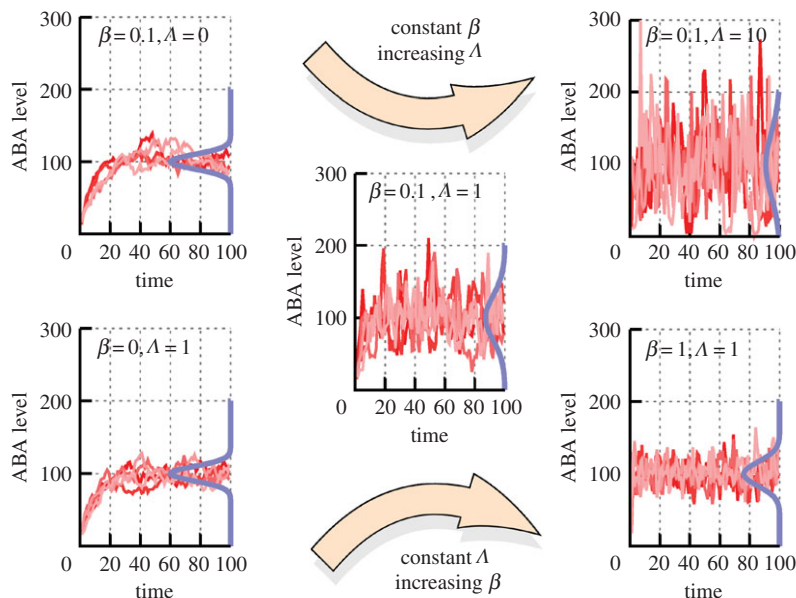 300
β = 0.1, Λ = 0
200
100
ABA level
0
20 40 60 80 100
time
constant β
increasing Λ
300
β = 0.1, Λ = 10
200
100
ABA level
0
20 40 60 80 100
time
300
β = 0.1, Λ = 1
200
100
ABA level
0
20 40 60 80 100
time
300
β = 0, Λ = 1
200
100
ABA level
0
20 40 60 80 100
time
constant Λ
increasing β
300
β = 1, Λ = 1
200
100
ABA level
0
20 40 60 80 100
time